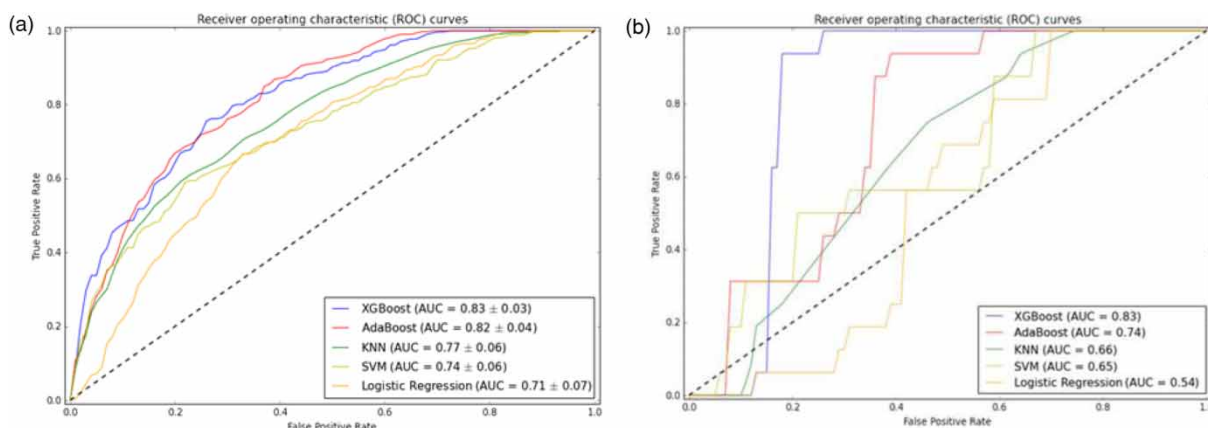 (a)
Receiver operating characteristic (ROC) curves
1.0
0.8
0.6
0.4
0.2
0.0
True Positive Rate
XGBoost (AUC = 0.83 ± 0.03)
AdaBoost (AUC = 0.82 ± 0.04)
KNN (AUC = 0.77 ± 0.06)
SVM (AUC = 0.74 ± 0.06)
Logistic Regression (AUC = 0.71 ± 0.07)
0.0 0.2 0.4 0.6 0.8 1.0
False Positive Rate
(b)
Receiver operating characteristic (ROC) curves
1.0
0.8
0.6
0.4
0.2
0.0
True Positive Rate
XGBoost (AUC = 0.83)
AdaBoost (AUC = 0.74)
KNN (AUC = 0.66)
SVM (AUC = 0.65)
Logistic Regression (AUC = 0.54)
0.0 0.2 0.4 0.6 0.8 1.0
False Positive Rate